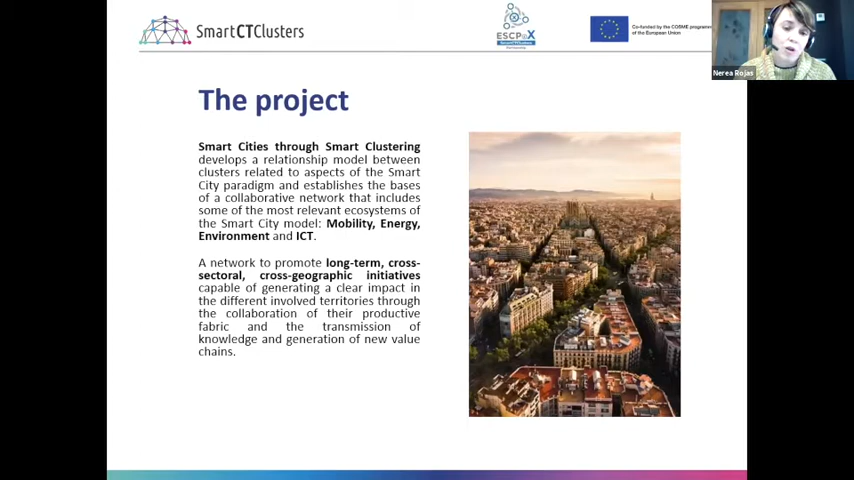 SmartCTClusters
ESCP4X
SmartCTClusters
Co-funded by the COSME programme
of the European Union
Nerea Rojas
The project
Smart Cities through Smart Clustering
develops a relationship model between
clusters related to aspects of the Smart
City paradigm and establishes the bases
of a collaborative network that includes
some of the most relevant ecosystems of
the Smart City model: Mobility, Energy,
Environment and ICT.
A network to promote long-term, cross-
sectoral, cross-geographic initiatives
capable of generating a clear impact in
the different involved territories through
the collaboration of their productive
fabric and the transmission of
knowledge and generation of new value
chains.